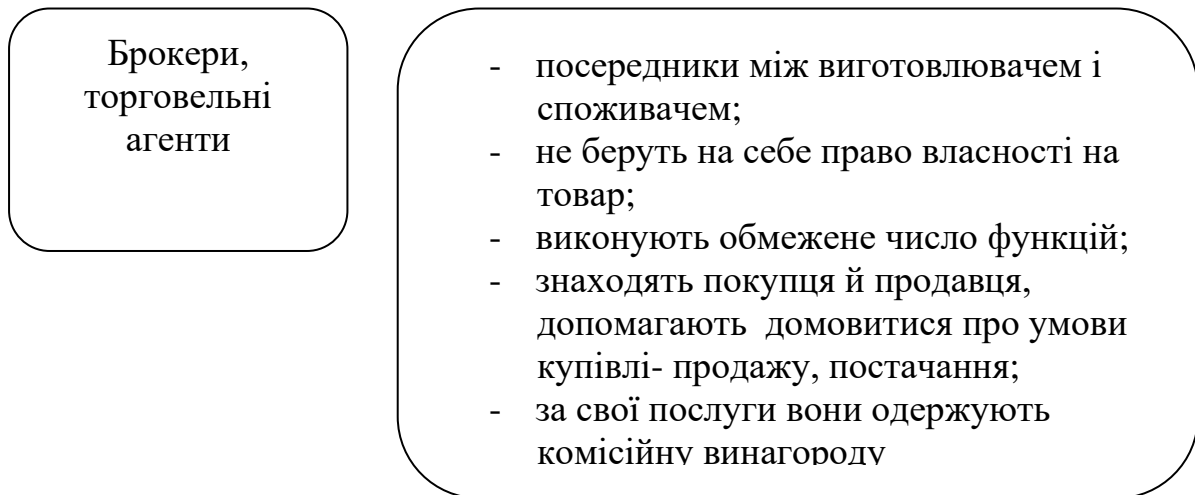 Брокери,
торговельні
агенти
- посередники між виготовлювачем і
споживачем;
- не беруть на себе право власності на
товар;
- виконують обмежене число функцій;
- знаходять покупця й продавця,
допомагають домовитися про умови
купівлі- продажу, постачання;
- за свої послуги вони одержують
комісійну винагороду